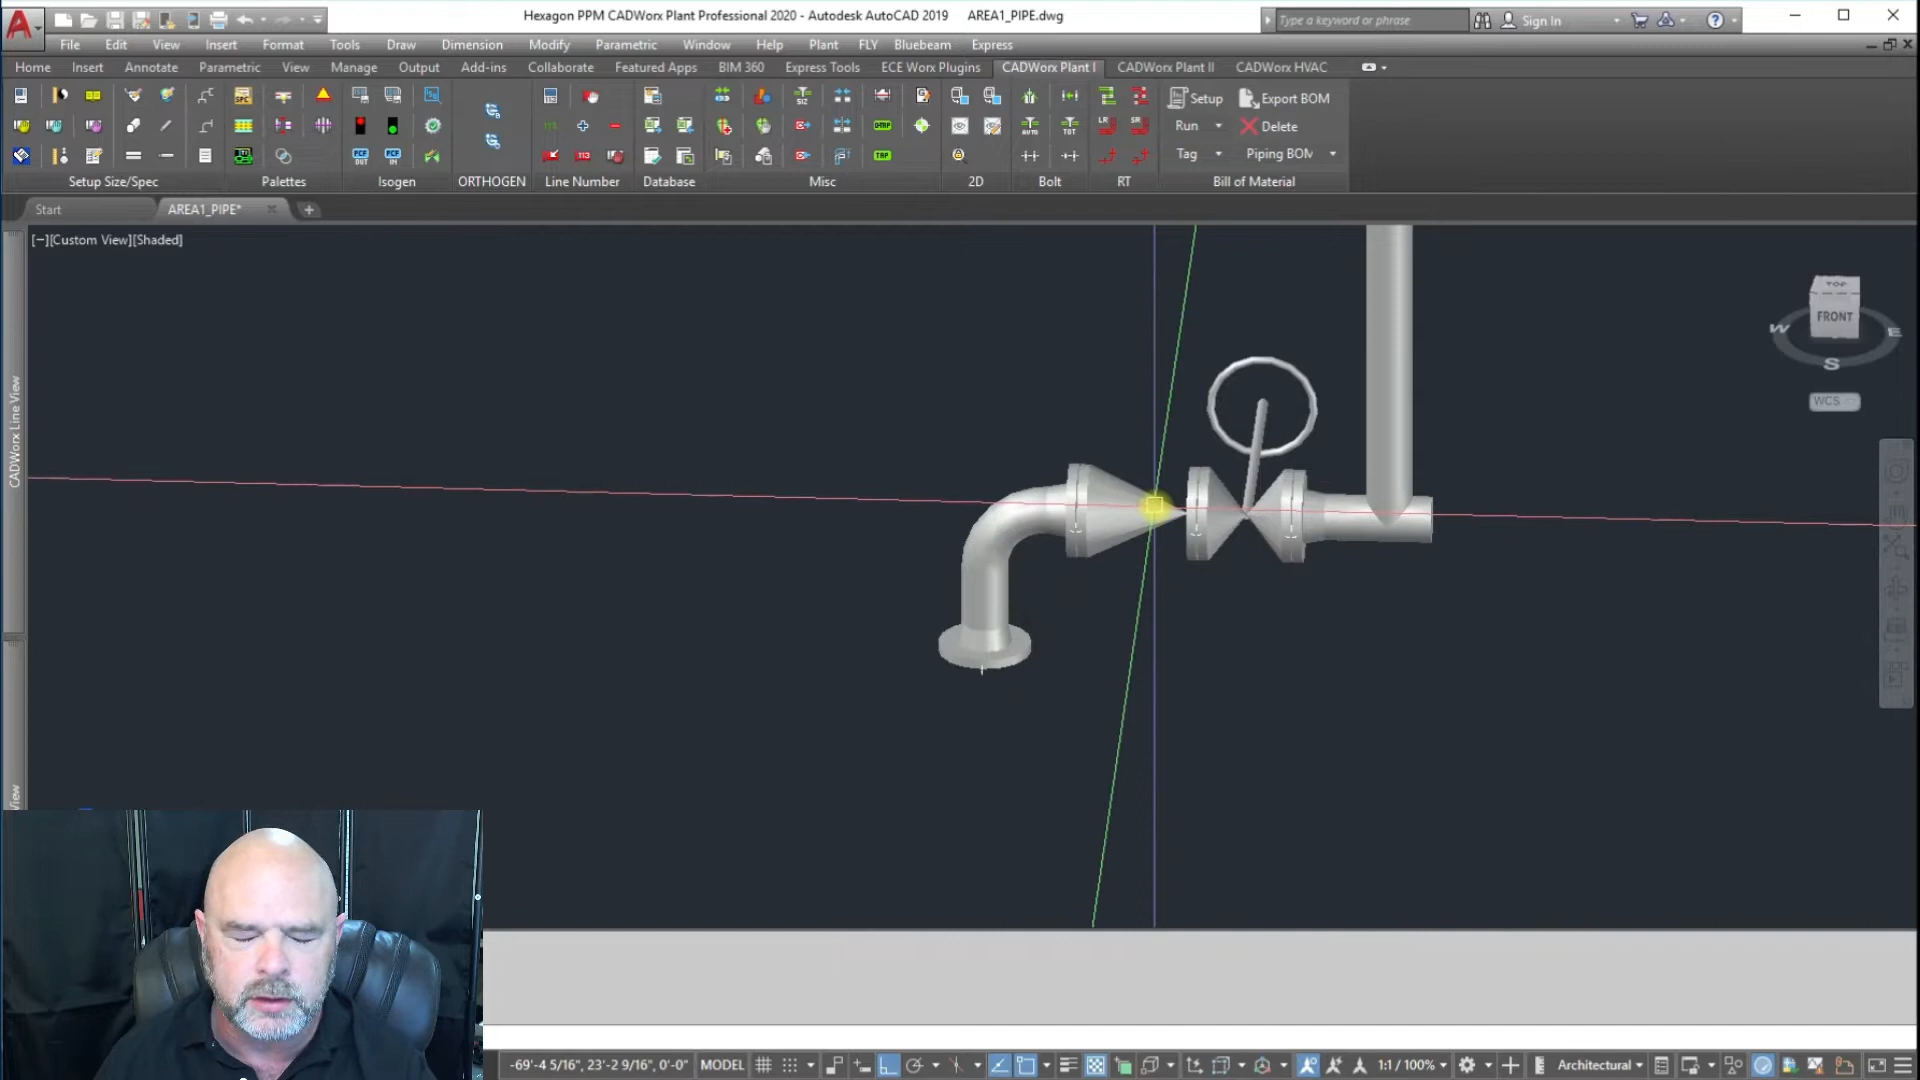 Hexagon PPM CADWorx Plant Professional 2020 - Autodesk AutoCAD 2019 AREA1_PIPE.dwg
Type a keyword or phrase
Sign In
File Edit View Insert Format Tools Draw Dimension Modify Parametric Window Help Plant FLY Bluebeam Express
Home Insert Annotate Parametric View Manage Output Add-ins Collaborate Featured Apps BIM 360 Express Tools ECE Worx Plugins CADWorx Plant I CADWorx Plant II CADWorx HVAC
Setup Export BOM
Run Delete
Tag Piping BOM
Setup Size/Spec Palettes Isogen ORTHOGEN Line Number Database Misc 2D Bolt RT Bill of Material
Start AREA1_PIPE*
[−][Custom View][Shaded]
TOP
FRONT
W E
S
WCS
CADWorx Line View
View
-69'-4 5/16", 23'-2 9/16", 0'-0" MODEL 1:1 / 100% Architectural